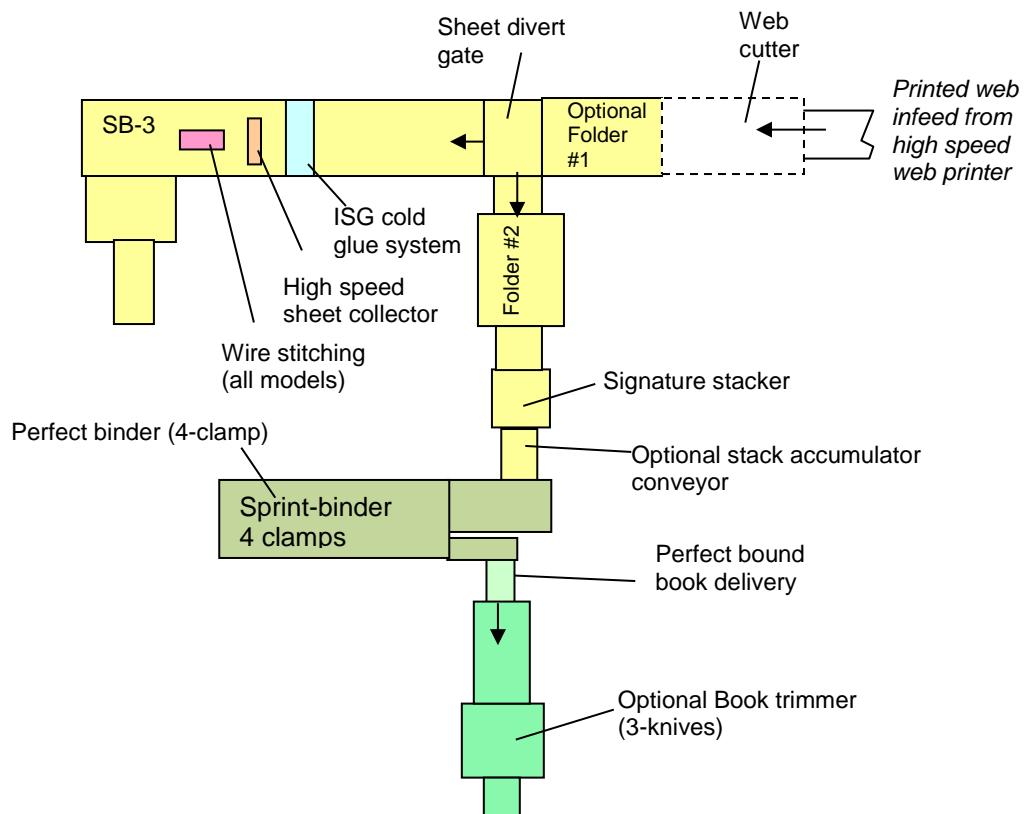 Sheet divert
gate
Web
cutter
Printed web
infeed from
high speed
web printer
SB-3
Optional
Folder
#1
ISG cold
glue system
Folder #2
High speed
sheet collector
Wire stitching
(all models)
Signature stacker
Perfect binder (4-clamp)
Optional stack accumulator
conveyor
Sprint-binder
4 clamps
Perfect bound
book delivery
Optional Book trimmer
(3-knives)